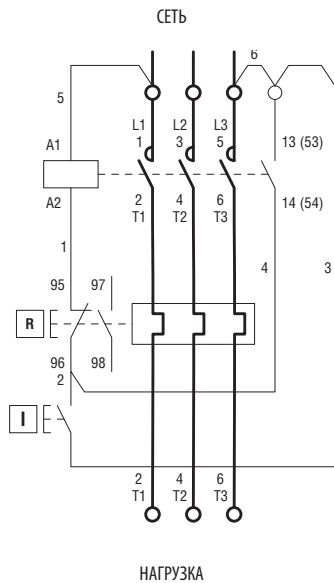 СЕТЬ
6
5
L1 L2 L3
1 3 5
13 (53)
A1
A2
2 4 6
T1 T2 T3
14 (54)
1
4
3
95 97
R
96 98
2
I
2 4 6
T1 T2 T3
НАГРУЗКА